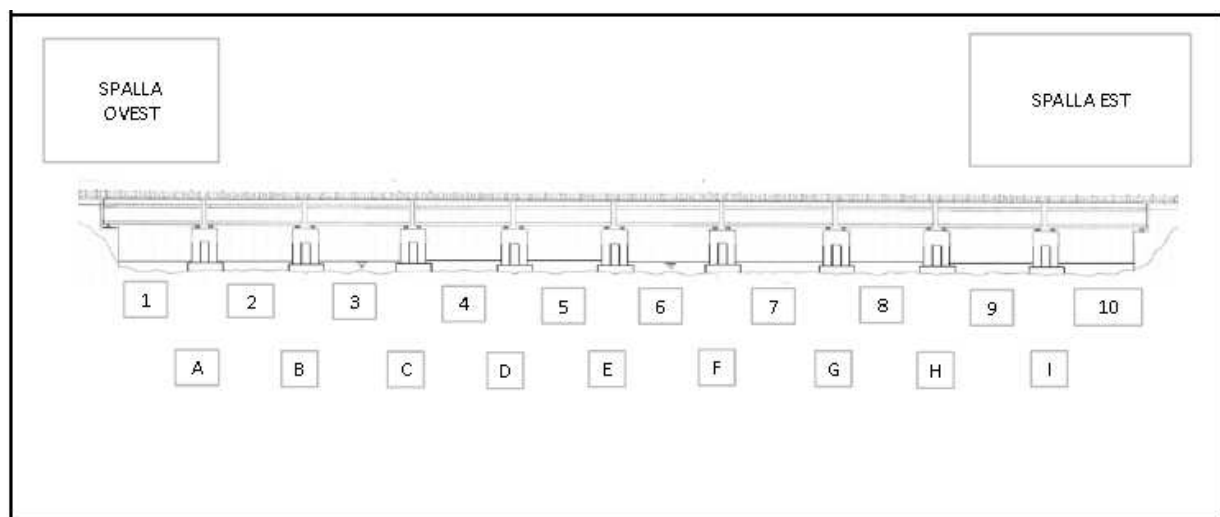 SPALLA
OVEST
SPALLA EST
1 2 3 4 5 6 7 8 9 10
A B C D E F G H I